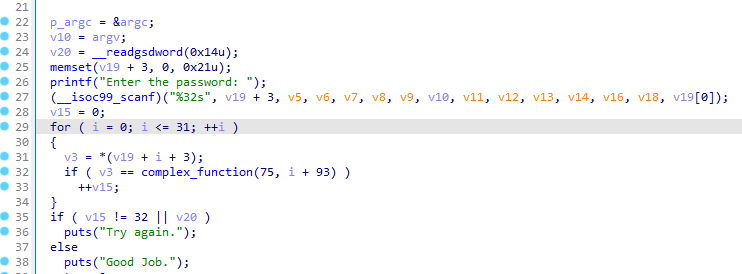 21
22 p_argc = &argc;
23 v10 = argv;
24 v20 = __readgsdword(0x14u);
25 memset(v19 + 3, 0, 0x21u);
26 printf("Enter the password: ");
27 (__isoc99_scanf)("%32s", v19 + 3, v5, v6, v7, v8, v9, v10, v11, v12, v13, v14, v16, v18, v19[0]);
28 v15 = 0;
29 for ( i = 0; i <= 31; ++i )
30 {
31 v3 = *(v19 + i + 3);
32 if ( v3 == complex_function(75, i + 93) )
33 ++v15;
34 }
35 if ( v15 != 32 || v20 )
36 puts("Try again.");
37 else
38 puts("Good Job.");